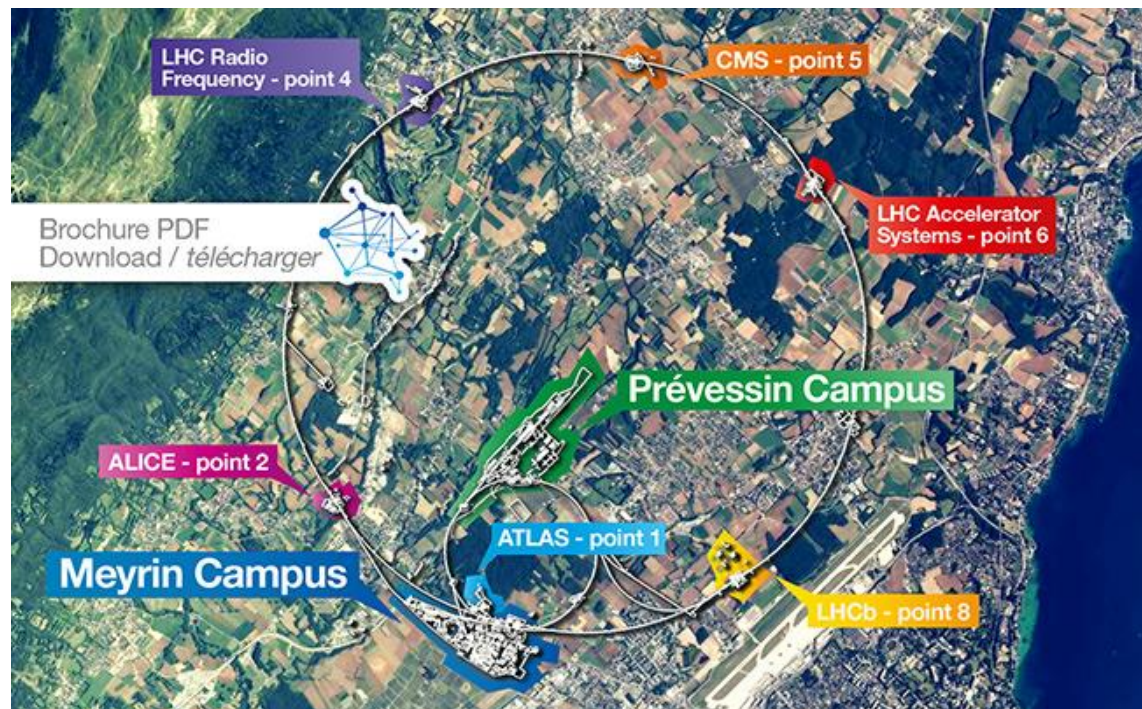 LHC Radio
Frequency - point 4
CMS - point 5
LHC Accelerator
Systems - point 6
Brochure PDF
Download / télécharger
Prévessin Campus
ALICE - point 2
ATLAS - point 1
Meyrin Campus
LHCb - point 8